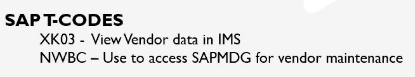 SAP T-CODES
XK03 - View Vendor data in IMS
NWBC – Use to access SAPMDG for vendor maintenance